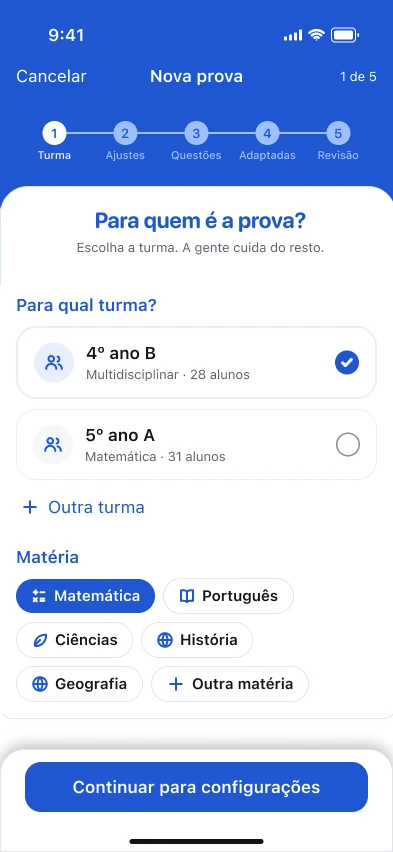 9:41
Cancelar
Nova prova
1 de 5
1
2
3
4
5
Turma
Ajustes
Questões
Adaptadas
Revisão
Para quem é a prova?
Escolha a turma. A gente cuida do resto.
Para qual turma?
4º ano B
Multidisciplinar · 28 alunos
5º ano A
Matemática · 31 alunos
+ Outra turma
Matéria
Matemática
Português
Ciências
História
Geografia
+ Outra matéria
Continuar para configurações